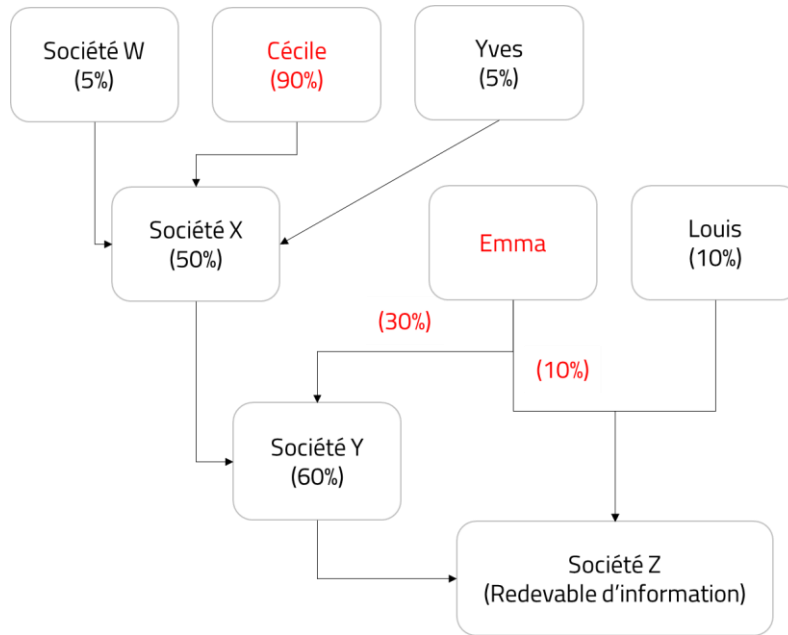 Société W
(5%)
Cécile
(90%)
Yves
(5%)
Société X
(50%)
Emma
Louis
(10%)
(30%)
(10%)
Société Y
(60%)
Société Z
(Redevable d'information)